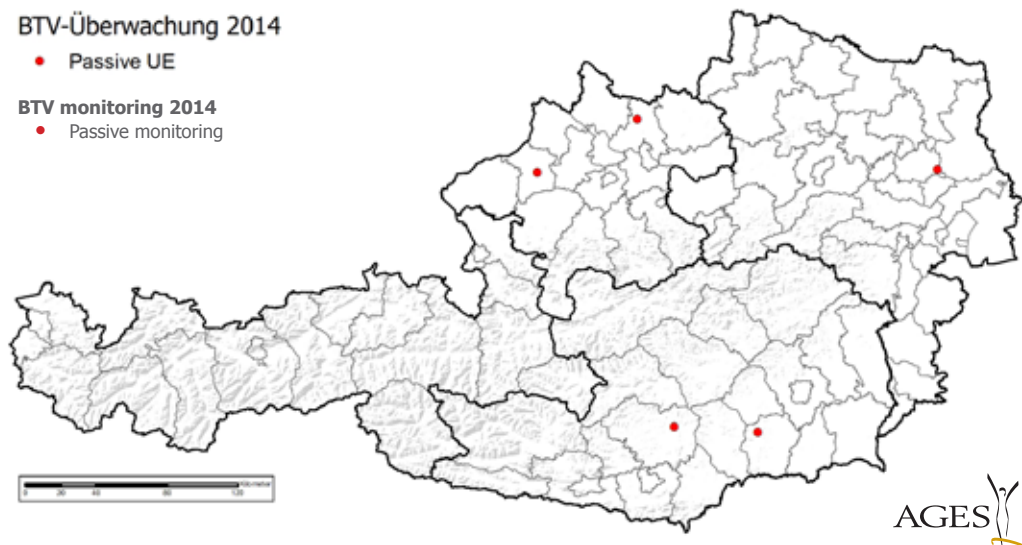 BTV-Überwachung 2014
• Passive UE
BTV monitoring 2014
• Passive monitoring
0 20 40 80 120
AGES